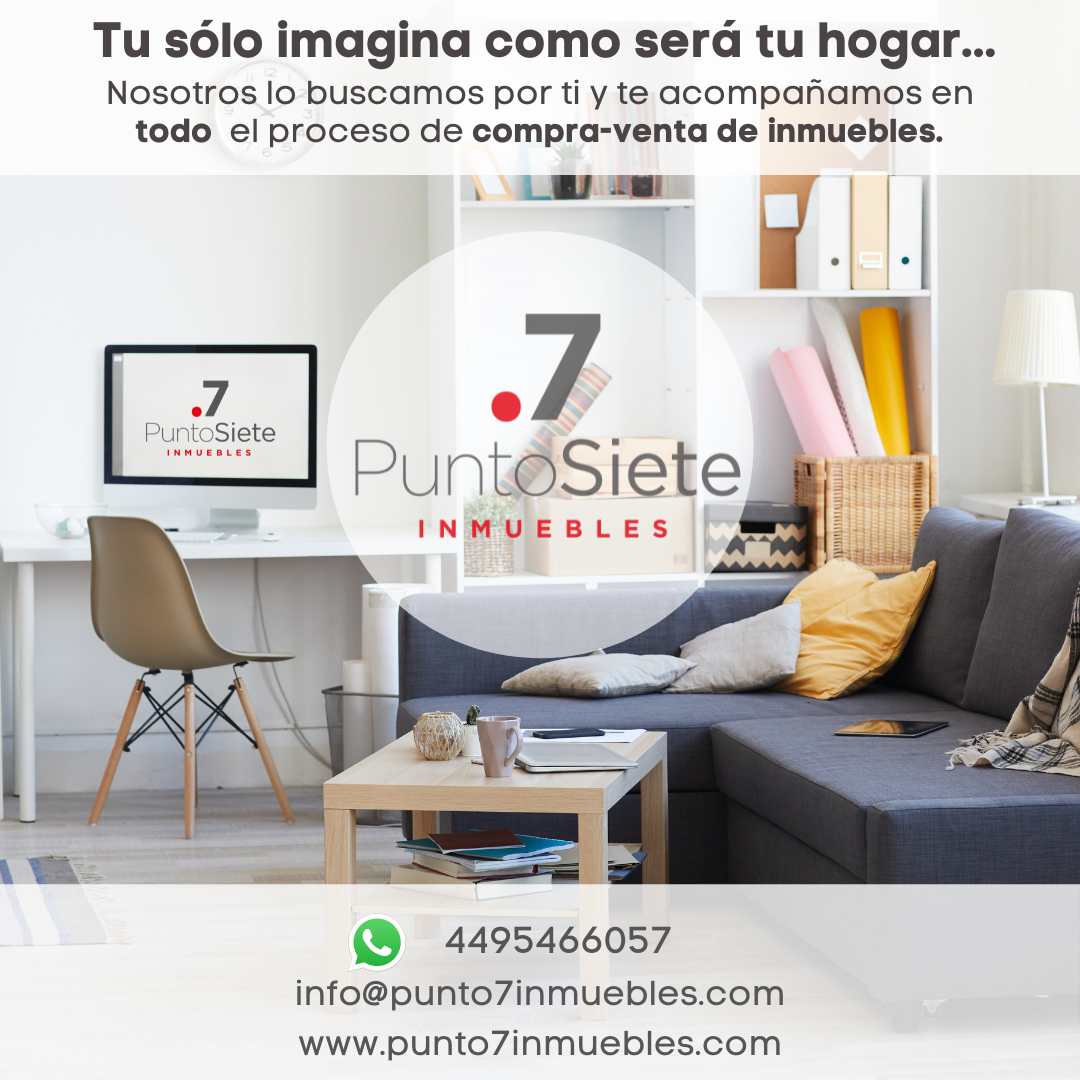 Tu sólo imagina como será tu hogar...
Nosotros lo buscamos por ti y te acompañamos en
todo el proceso de compra-venta de inmuebles.
.7
PuntoSiete
INMUEBLES
.7
PuntoSiete
INMUEBLES
4495466057
info@punto7inmuebles.com
www.punto7inmuebles.com